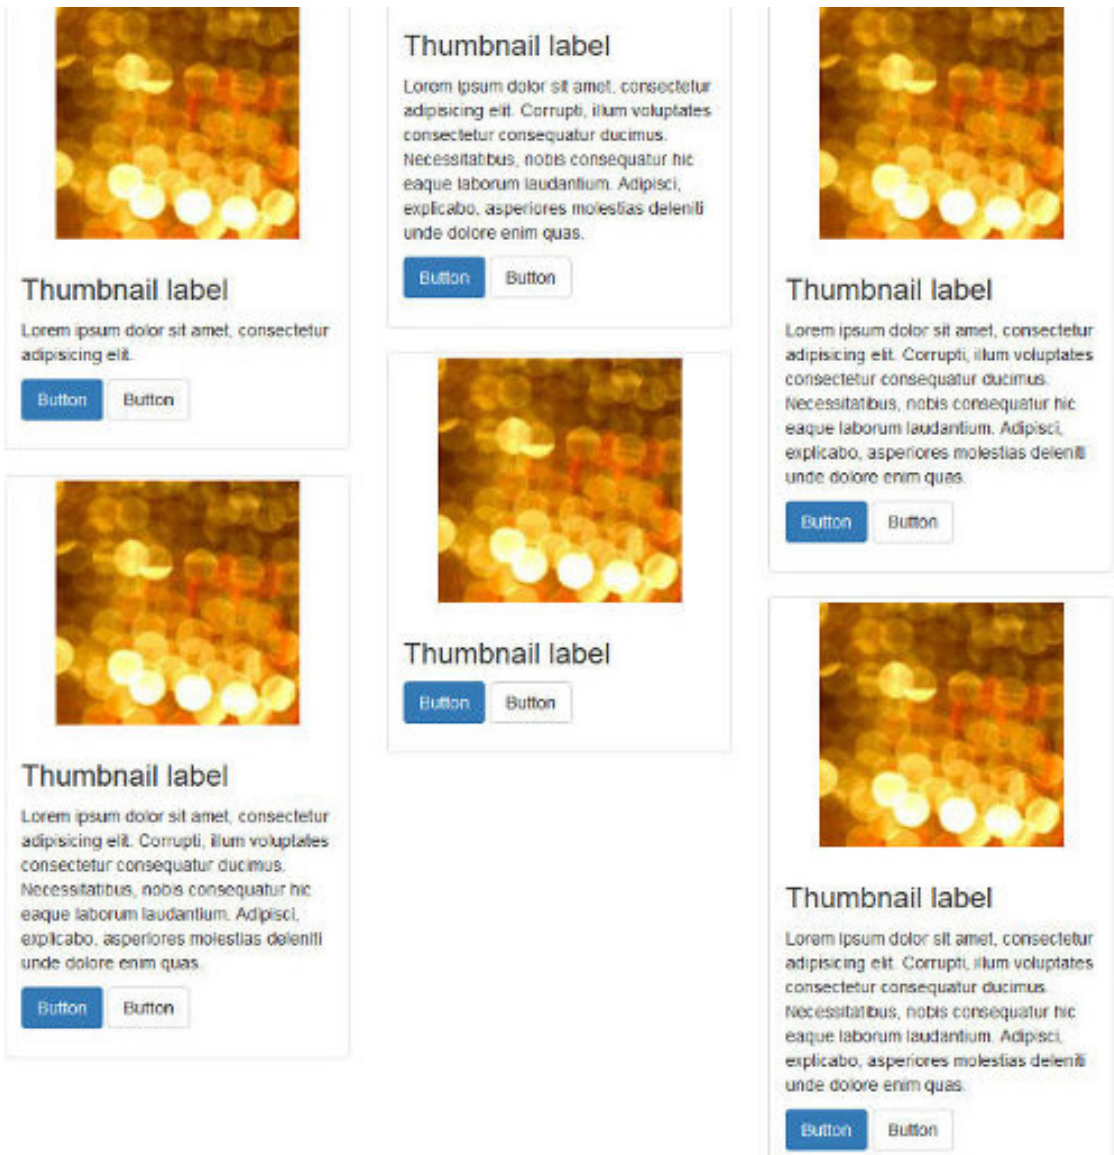 Thumbnail label
Lorem ipsum dolor sit amet, consectetur
adipisicing elit.
Button Button
Thumbnail label
Lorem ipsum dolor sit amet, consectetur
adipisicing elit. Corrupti, illum voluptates
consectetur consequatur ducimus.
Necessitatibus, nobis consequatur hic
eaque laborum laudantium. Adipisci,
explicabo, asperiores molestias deleniti
unde dolore enim quas.
Button Button
Thumbnail label
Lorem ipsum dolor sit amet, consectetur
adipisicing elit. Corrupti, illum voluptates
consectetur consequatur ducimus.
Necessitatibus, nobis consequatur hic
eaque laborum laudantium. Adipisci,
explicabo, asperiores molestias deleniti
unde dolore enim quas.
Button Button
Thumbnail label
Button Button
Thumbnail label
Lorem ipsum dolor sit amet, consectetur
adipisicing elit. Corrupti, illum voluptates
consectetur consequatur ducimus.
Necessitatibus, nobis consequatur hic
eaque laborum laudantium. Adipisci,
explicabo, asperiores molestias deleniti
unde dolore enim quas.
Button Button
Thumbnail label
Lorem ipsum dolor sit amet, consectetur
adipisicing elit. Corrupti, illum voluptates
consectetur consequatur ducimus.
Necessitatibus, nobis consequatur hic
eaque laborum laudantium. Adipisci,
explicabo, asperiores molestias deleniti
unde dolore enim quas.
Button Button